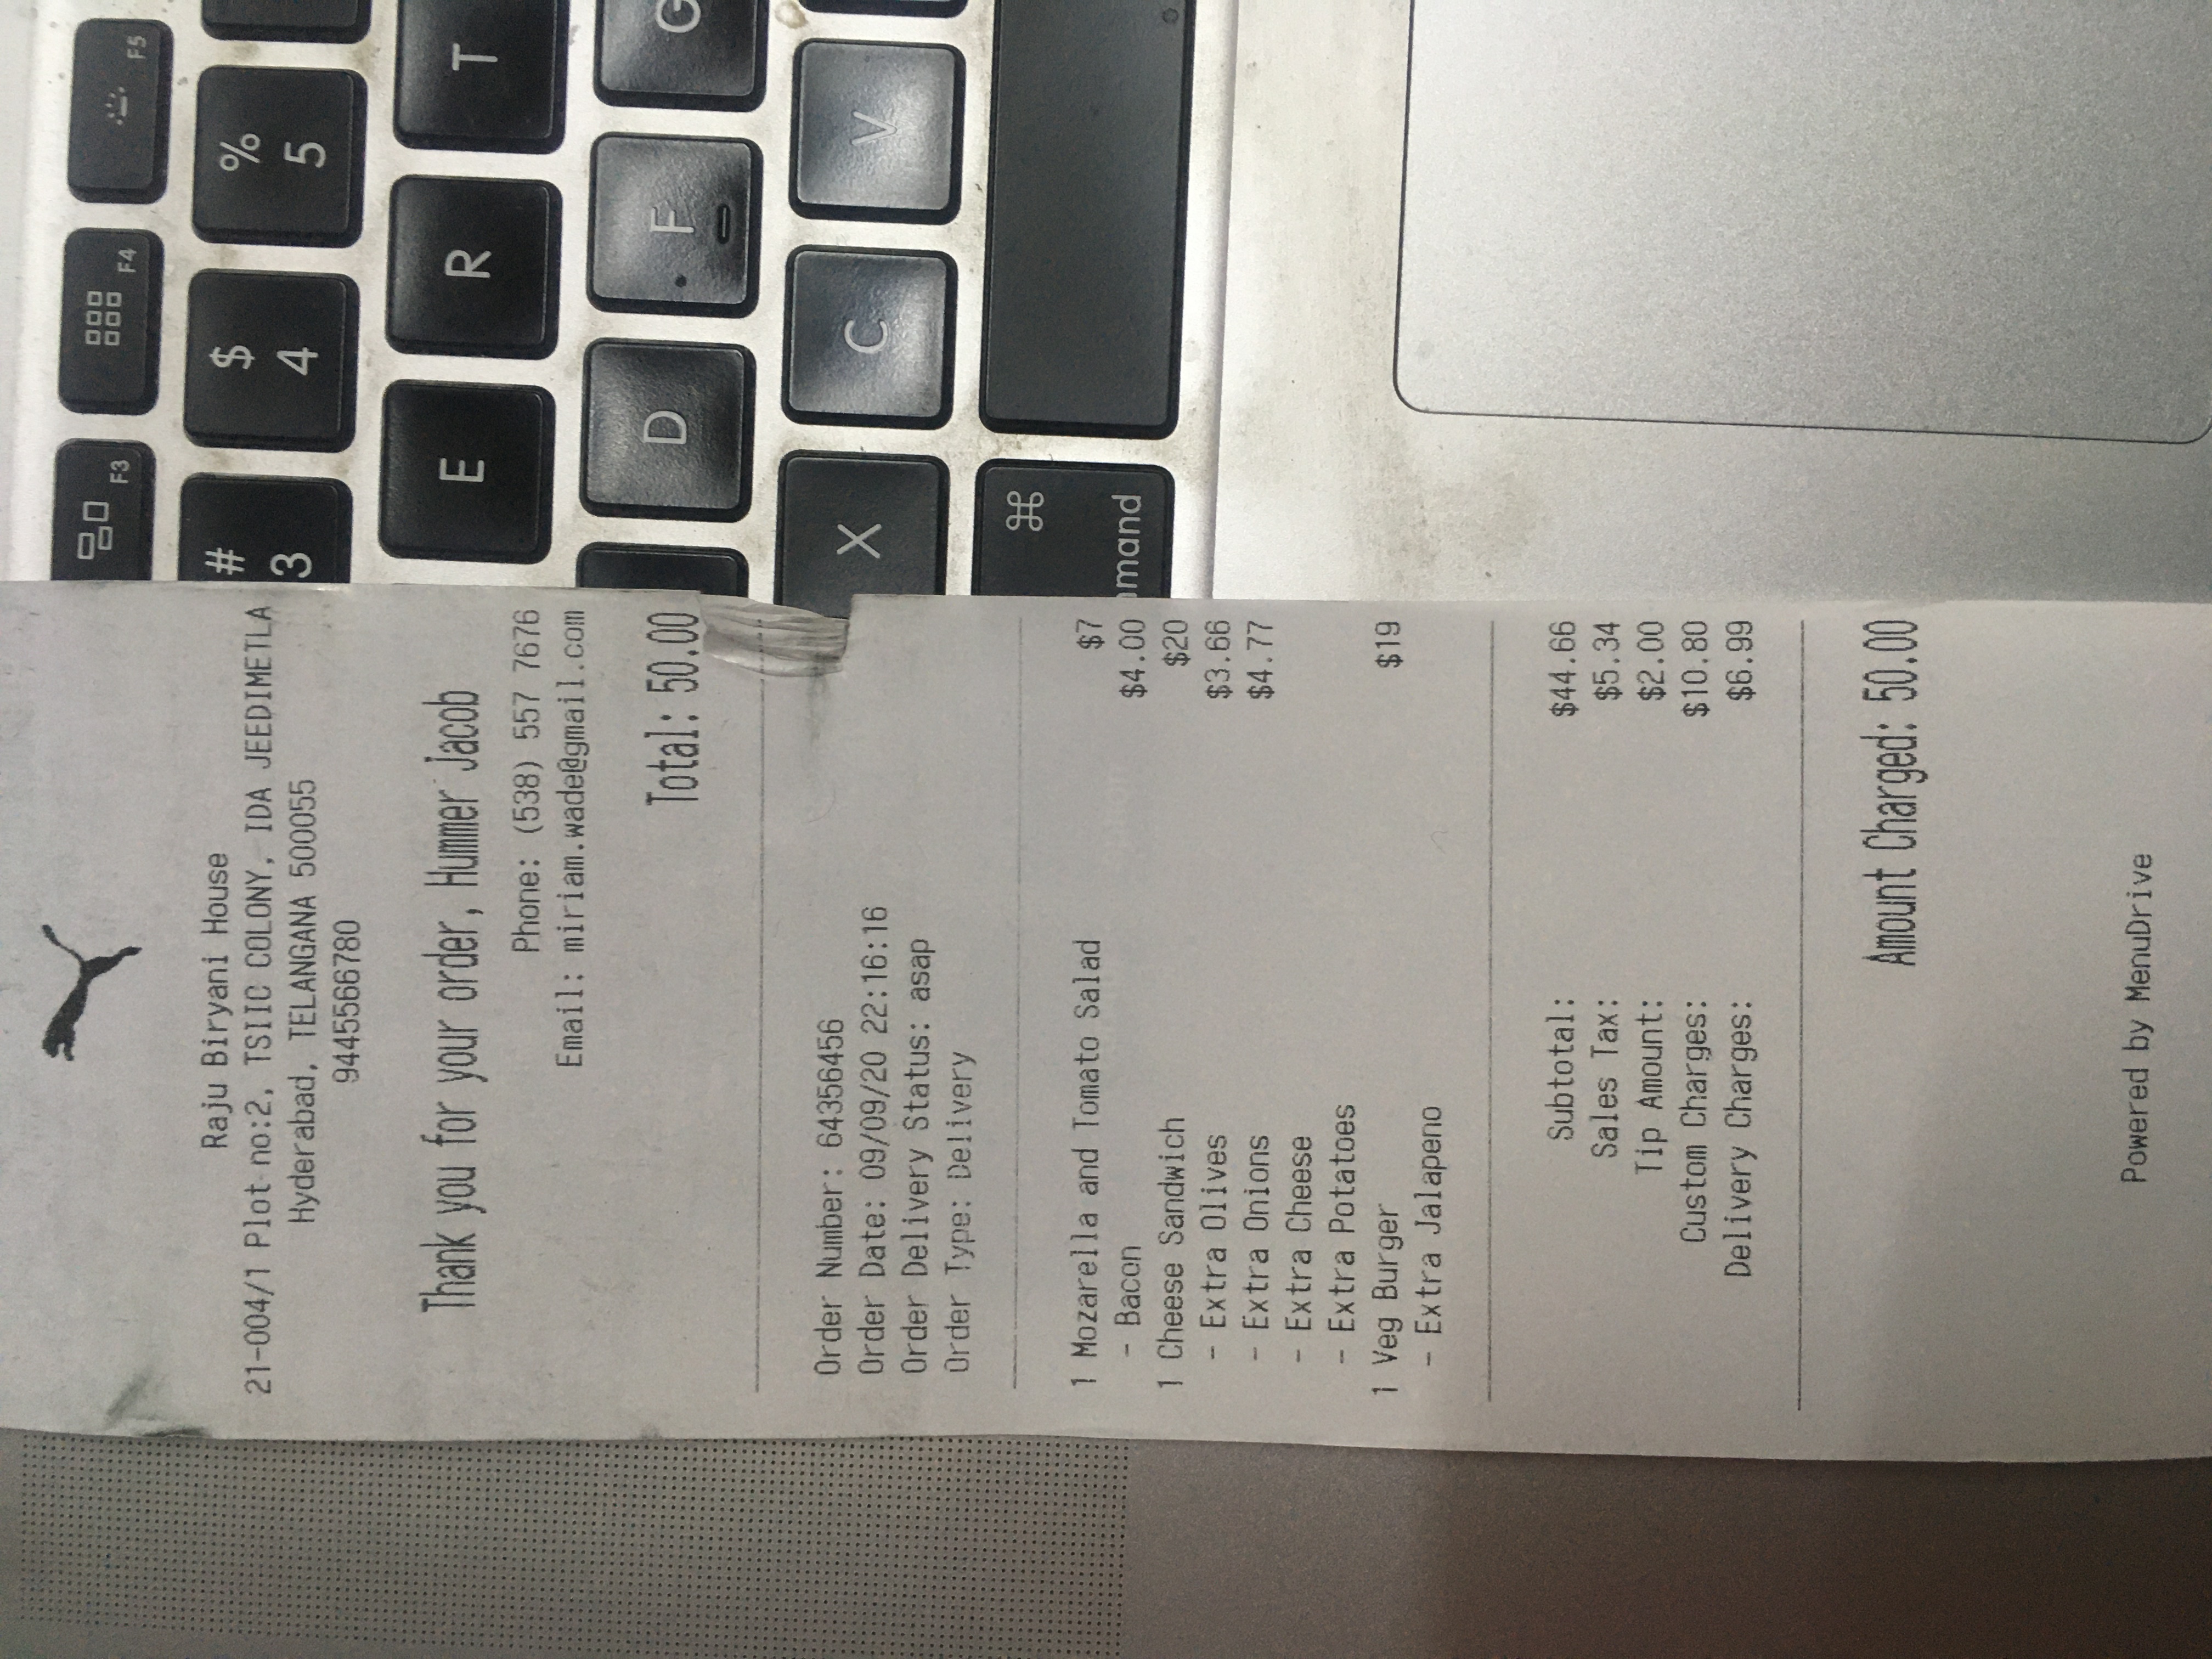 Raju Biryani House
21-004/1 Plot no:2, TSIIC COLONY, IDA JEEDIMETLA
Hyderabad, TELANGANA 500055
9445566780
Thank you for your order, Hummer Jacob
Phone: (538) 557 7676
Email: miriam.wade@gmail.com
Total: 50.00
Order Number: 64356456
Order Date: 09/09/20 22:16:16
Order Delivery Status: asap
Order Type: Delivery
1 Mozarella and Tomato Salad $7
- Bacon $4.00
1 Cheese Sandwich $20
- Extra Olives $3.66
- Extra Onions $4.77
- Extra Cheese
- Extra Potatoes
1 Veg Burger $19
- Extra Jalapeno
Subtotal: $44.66
Sales Tax: $5.34
Tip Amount: $2.00
Custom Charges: $10.80
Delivery Charges: $6.99
Amount Charged: 50.00
Powered by MenuDrive
F3 F4 F5
# $ %
3 4 5
E R T
D F G
X C V
⌘
mmand